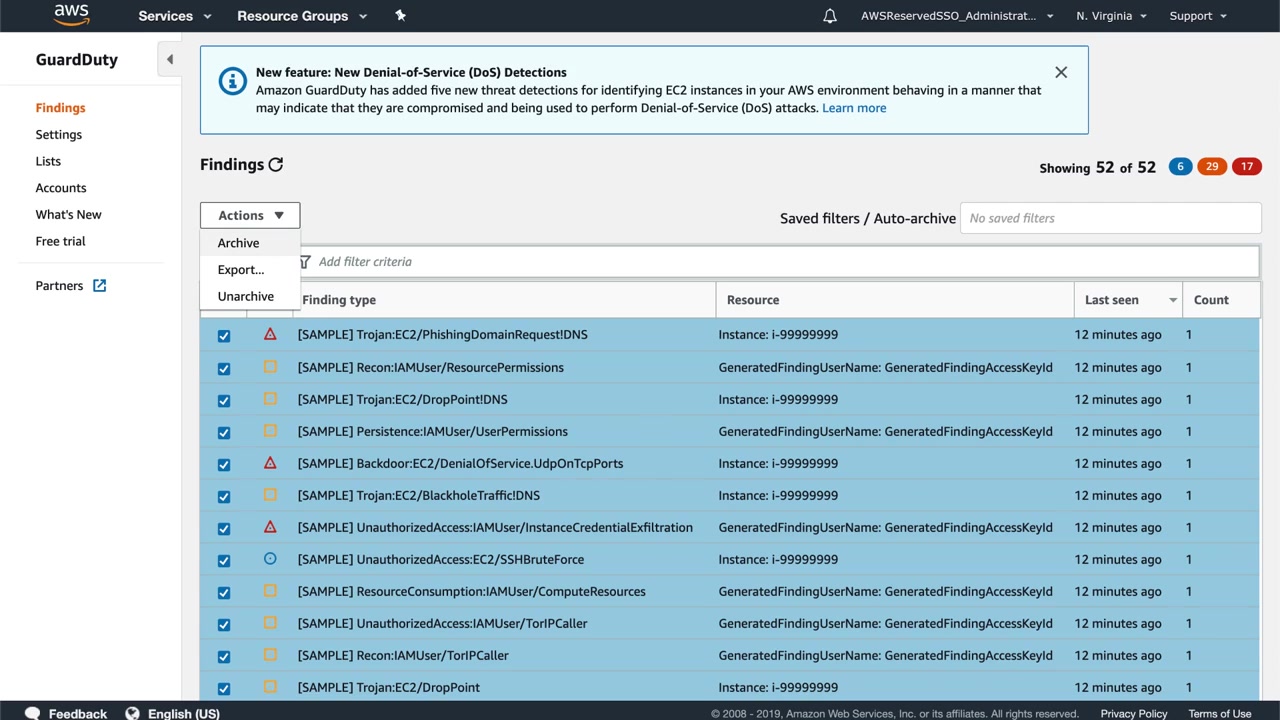 aws
Services
Resource Groups
AWSReservedSSO_Administrat...
N. Virginia
Support
GuardDuty
Findings
Settings
Lists
Accounts
What's New
Free trial
Partners
New feature: New Denial-of-Service (DoS) Detections
Amazon GuardDuty has added five new threat detections for identifying EC2 instances in your AWS environment behaving in a manner that
may indicate that they are compromised and being used to perform Denial-of-Service (DoS) attacks. Learn more
Findings
Showing 52 of 52 6 29 17
Actions
Saved filters / Auto-archive No saved filters
Archive
Export...
Unarchive
Add filter criteria
Finding type Resource Last seen Count
[SAMPLE] Trojan:EC2/PhishingDomainRequest!DNS Instance: i-99999999 12 minutes ago 1
[SAMPLE] Recon:IAMUser/ResourcePermissions GeneratedFindingUserName: GeneratedFindingAccessKeyId 12 minutes ago 1
[SAMPLE] Trojan:EC2/DropPoint!DNS Instance: i-99999999 12 minutes ago 1
[SAMPLE] Persistence:IAMUser/UserPermissions GeneratedFindingUserName: GeneratedFindingAccessKeyId 12 minutes ago 1
[SAMPLE] Backdoor:EC2/DenialOfService.UdpOnTcpPorts Instance: i-99999999 12 minutes ago 1
[SAMPLE] Trojan:EC2/BlackholeTraffic!DNS Instance: i-99999999 12 minutes ago 1
[SAMPLE] UnauthorizedAccess:IAMUser/InstanceCredentialExfiltration GeneratedFindingUserName: GeneratedFindingAccessKeyId 12 minutes ago 1
[SAMPLE] UnauthorizedAccess:EC2/SSHBruteForce Instance: i-99999999 12 minutes ago 1
[SAMPLE] ResourceConsumption:IAMUser/ComputeResources GeneratedFindingUserName: GeneratedFindingAccessKeyId 12 minutes ago 1
[SAMPLE] UnauthorizedAccess:IAMUser/TorIPCaller GeneratedFindingUserName: GeneratedFindingAccessKeyId 12 minutes ago 1
[SAMPLE] Recon:IAMUser/TorIPCaller GeneratedFindingUserName: GeneratedFindingAccessKeyId 12 minutes ago 1
[SAMPLE] Trojan:EC2/DropPoint Instance: i-99999999 12 minutes ago 1
Feedback
English (US)
© 2008 - 2019, Amazon Web Services, Inc. or its affiliates. All rights reserved.
Privacy Policy
Terms of Use